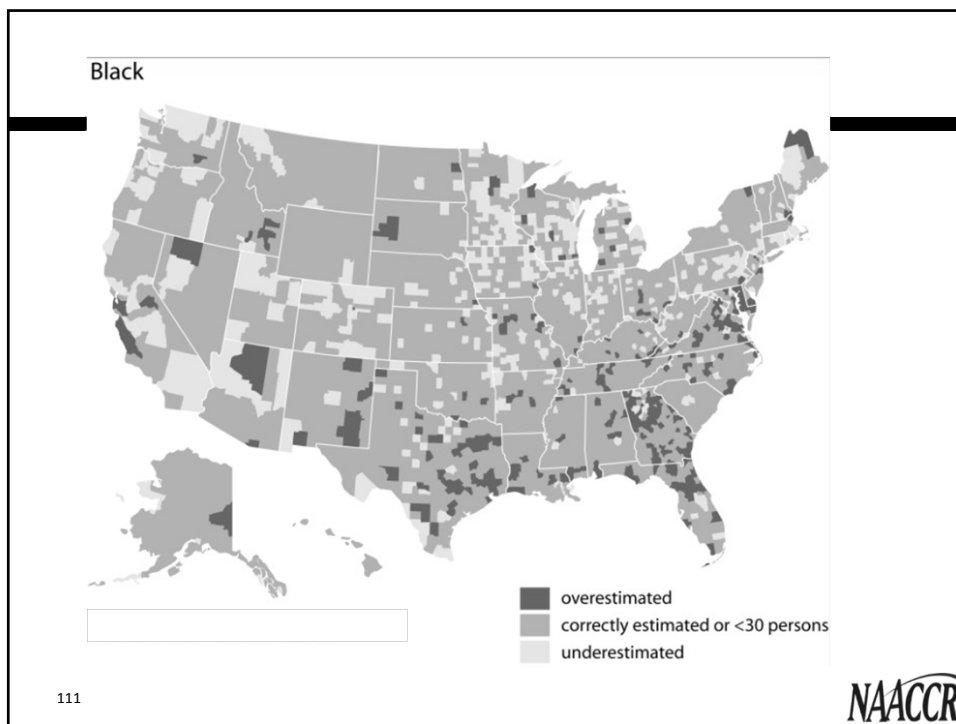 Black
overestimated
correctly estimated or <30 persons
underestimated
111
NAACCR